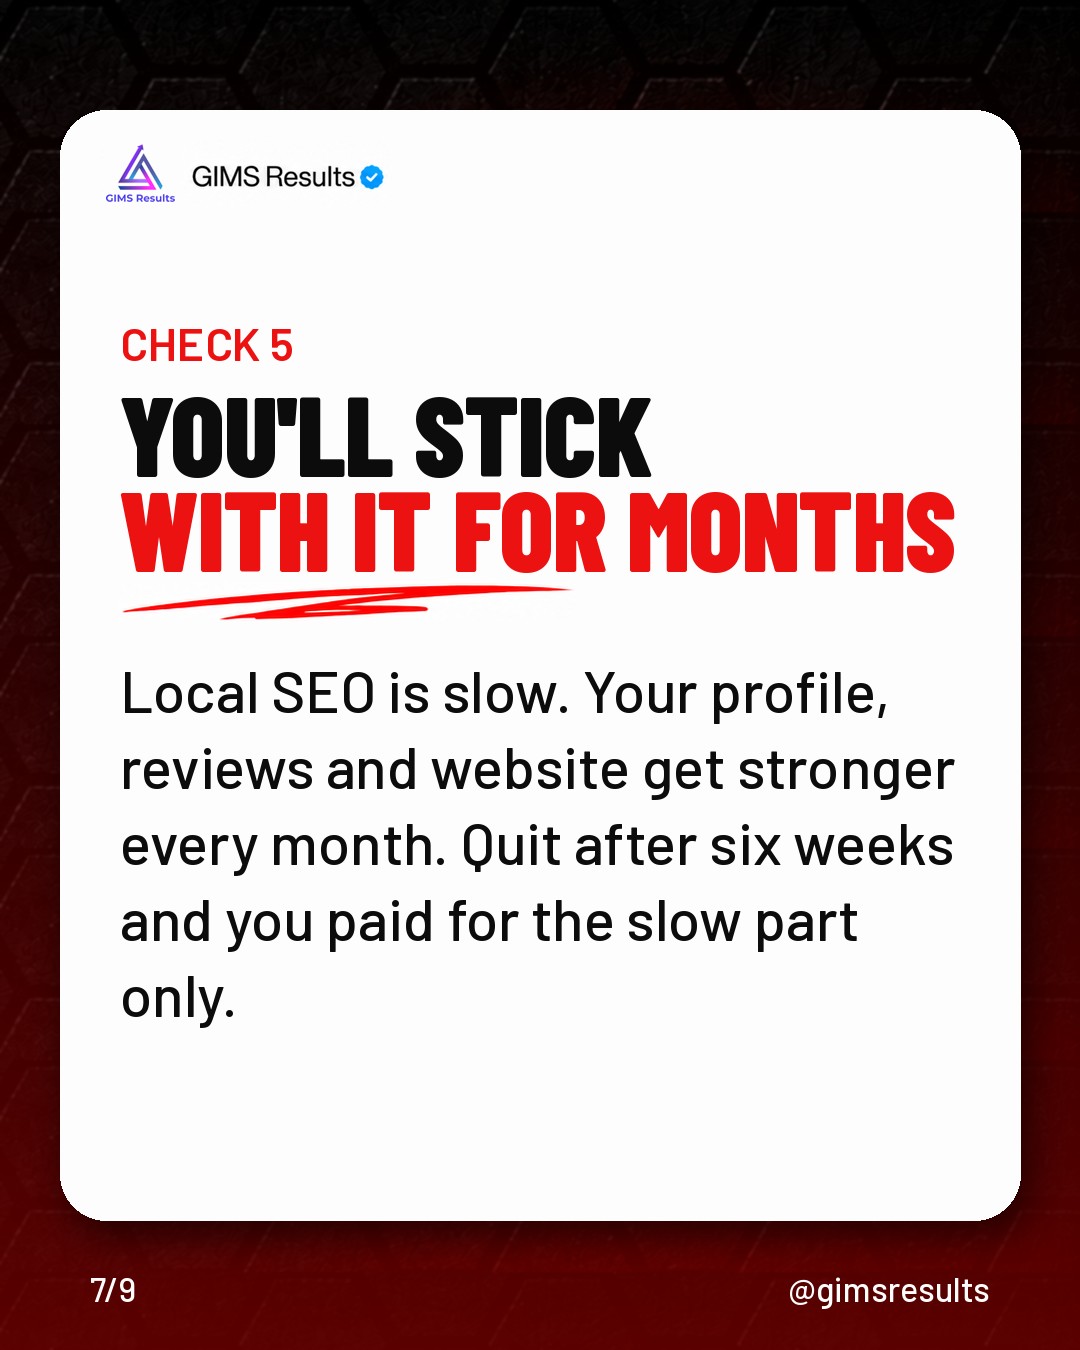 GIMS Results
GIMS Results
CHECK 5
YOU'LL STICK
WITH IT FOR MONTHS
Local SEO is slow. Your profile,
reviews and website get stronger
every month. Quit after six weeks
and you paid for the slow part
only.
7/9
@gimsresults